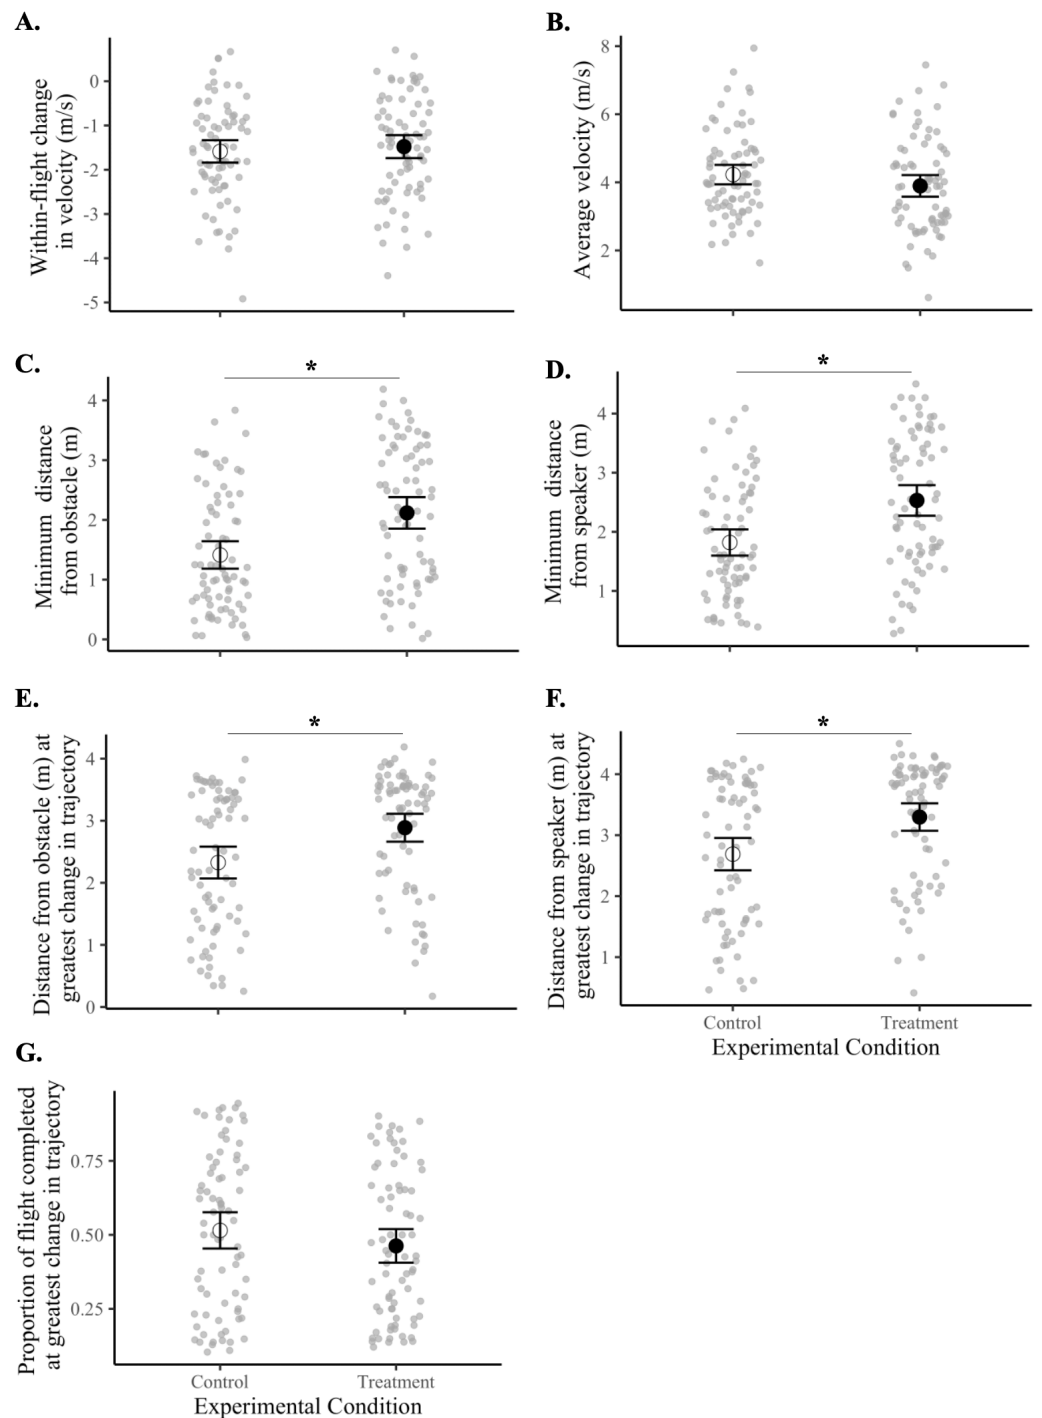 A.
Within-flight change
in velocity (m/s)
0
-1
-2
-3
-4
-5
B.
Average velocity (m/s)
8
6
4
2
C.
*
Minimum distance
from obstacle (m)
4
3
2
1
0
D.
*
Minimum distance
from speaker (m)
4
3
2
1
E.
*
Distance from obstacle (m) at
greatest change in trajectory
4
3
2
1
0
F.
*
Distance from speaker (m) at
greatest change in trajectory
4
3
2
1
Control Treatment
Experimental Condition
G.
Proportion of flight completed
at greatest change in trajectory
0.75
0.50
0.25
Control Treatment
Experimental Condition